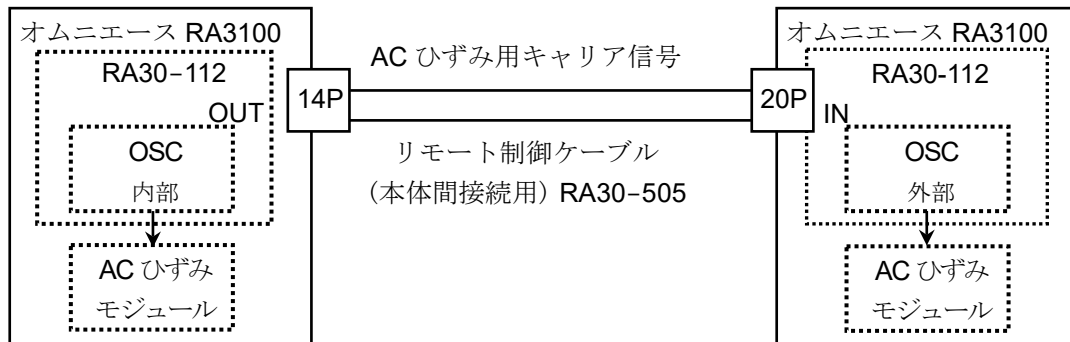 オムニエース RA3100
RA30-112
OUT
OSC
内部
AC ひずみ
モジュール
14P
AC ひずみ用キャリア信号
リモート制御ケーブル
(本体間接続用) RA30-505
20P
オムニエース RA3100
RA30-112
IN
OSC
外部
AC ひずみ
モジュール